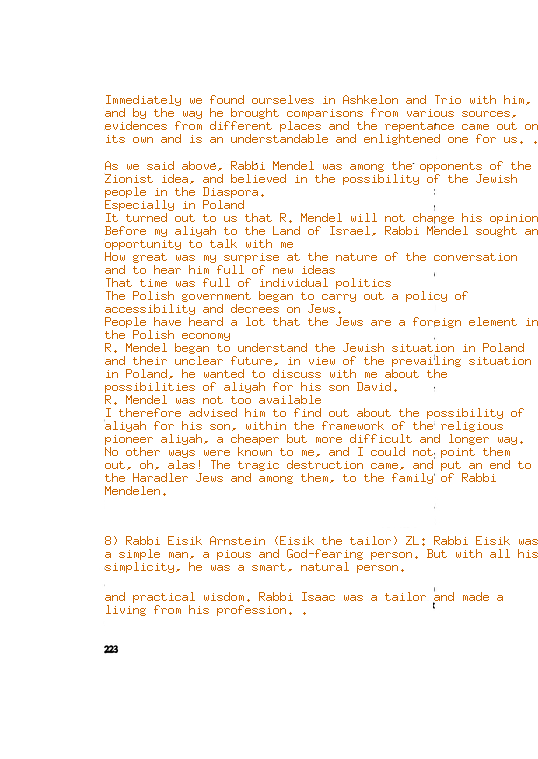 Immediately we found ourselves in Ashkelon and Trio with him,
and by the way he brought comparisons from various sources,
evidences from different places and the repentance came out on
its own and is an understandable and enlightened one for us. .
As we said above, Rabbi Mendel was among the opponents of the
Zionist idea, and believed in the possibility of the Jewish
people in the Diaspora.
Especially in Poland
It turned out to us that R. Mendel will not change his opinion
Before my aliyah to the Land of Israel, Rabbi Mendel sought an
opportunity to talk with me
How great was my surprise at the nature of the conversation
and to hear him full of new ideas
That time was full of individual politics
The Polish government began to carry out a policy of
accessibility and decrees on Jews.
People have heard a lot that the Jews are a foreign element in
the Polish economy
R. Mendel began to understand the Jewish situation in Poland
and their unclear future, in view of the prevailing situation
in Poland, he wanted to discuss with me about the
possibilities of aliyah for his son David.
R. Mendel was not too available
I therefore advised him to find out about the possibility of
aliyah for his son, within the framework of the religious
pioneer aliyah, a cheaper but more difficult and longer way.
No other ways were known to me, and I could not point them
out, oh, alas! The tragic destruction came, and put an end to
the Haradler Jews and among them, to the family of Rabbi
Mendelen.
8) Rabbi Eisik Arnstein (Eisik the tailor) ZL: Rabbi Eisik was
a simple man, a pious and God-fearing person. But with all his
simplicity, he was a smart, natural person.
and practical wisdom. Rabbi Isaac was a tailor and made a
living from his profession. .
223